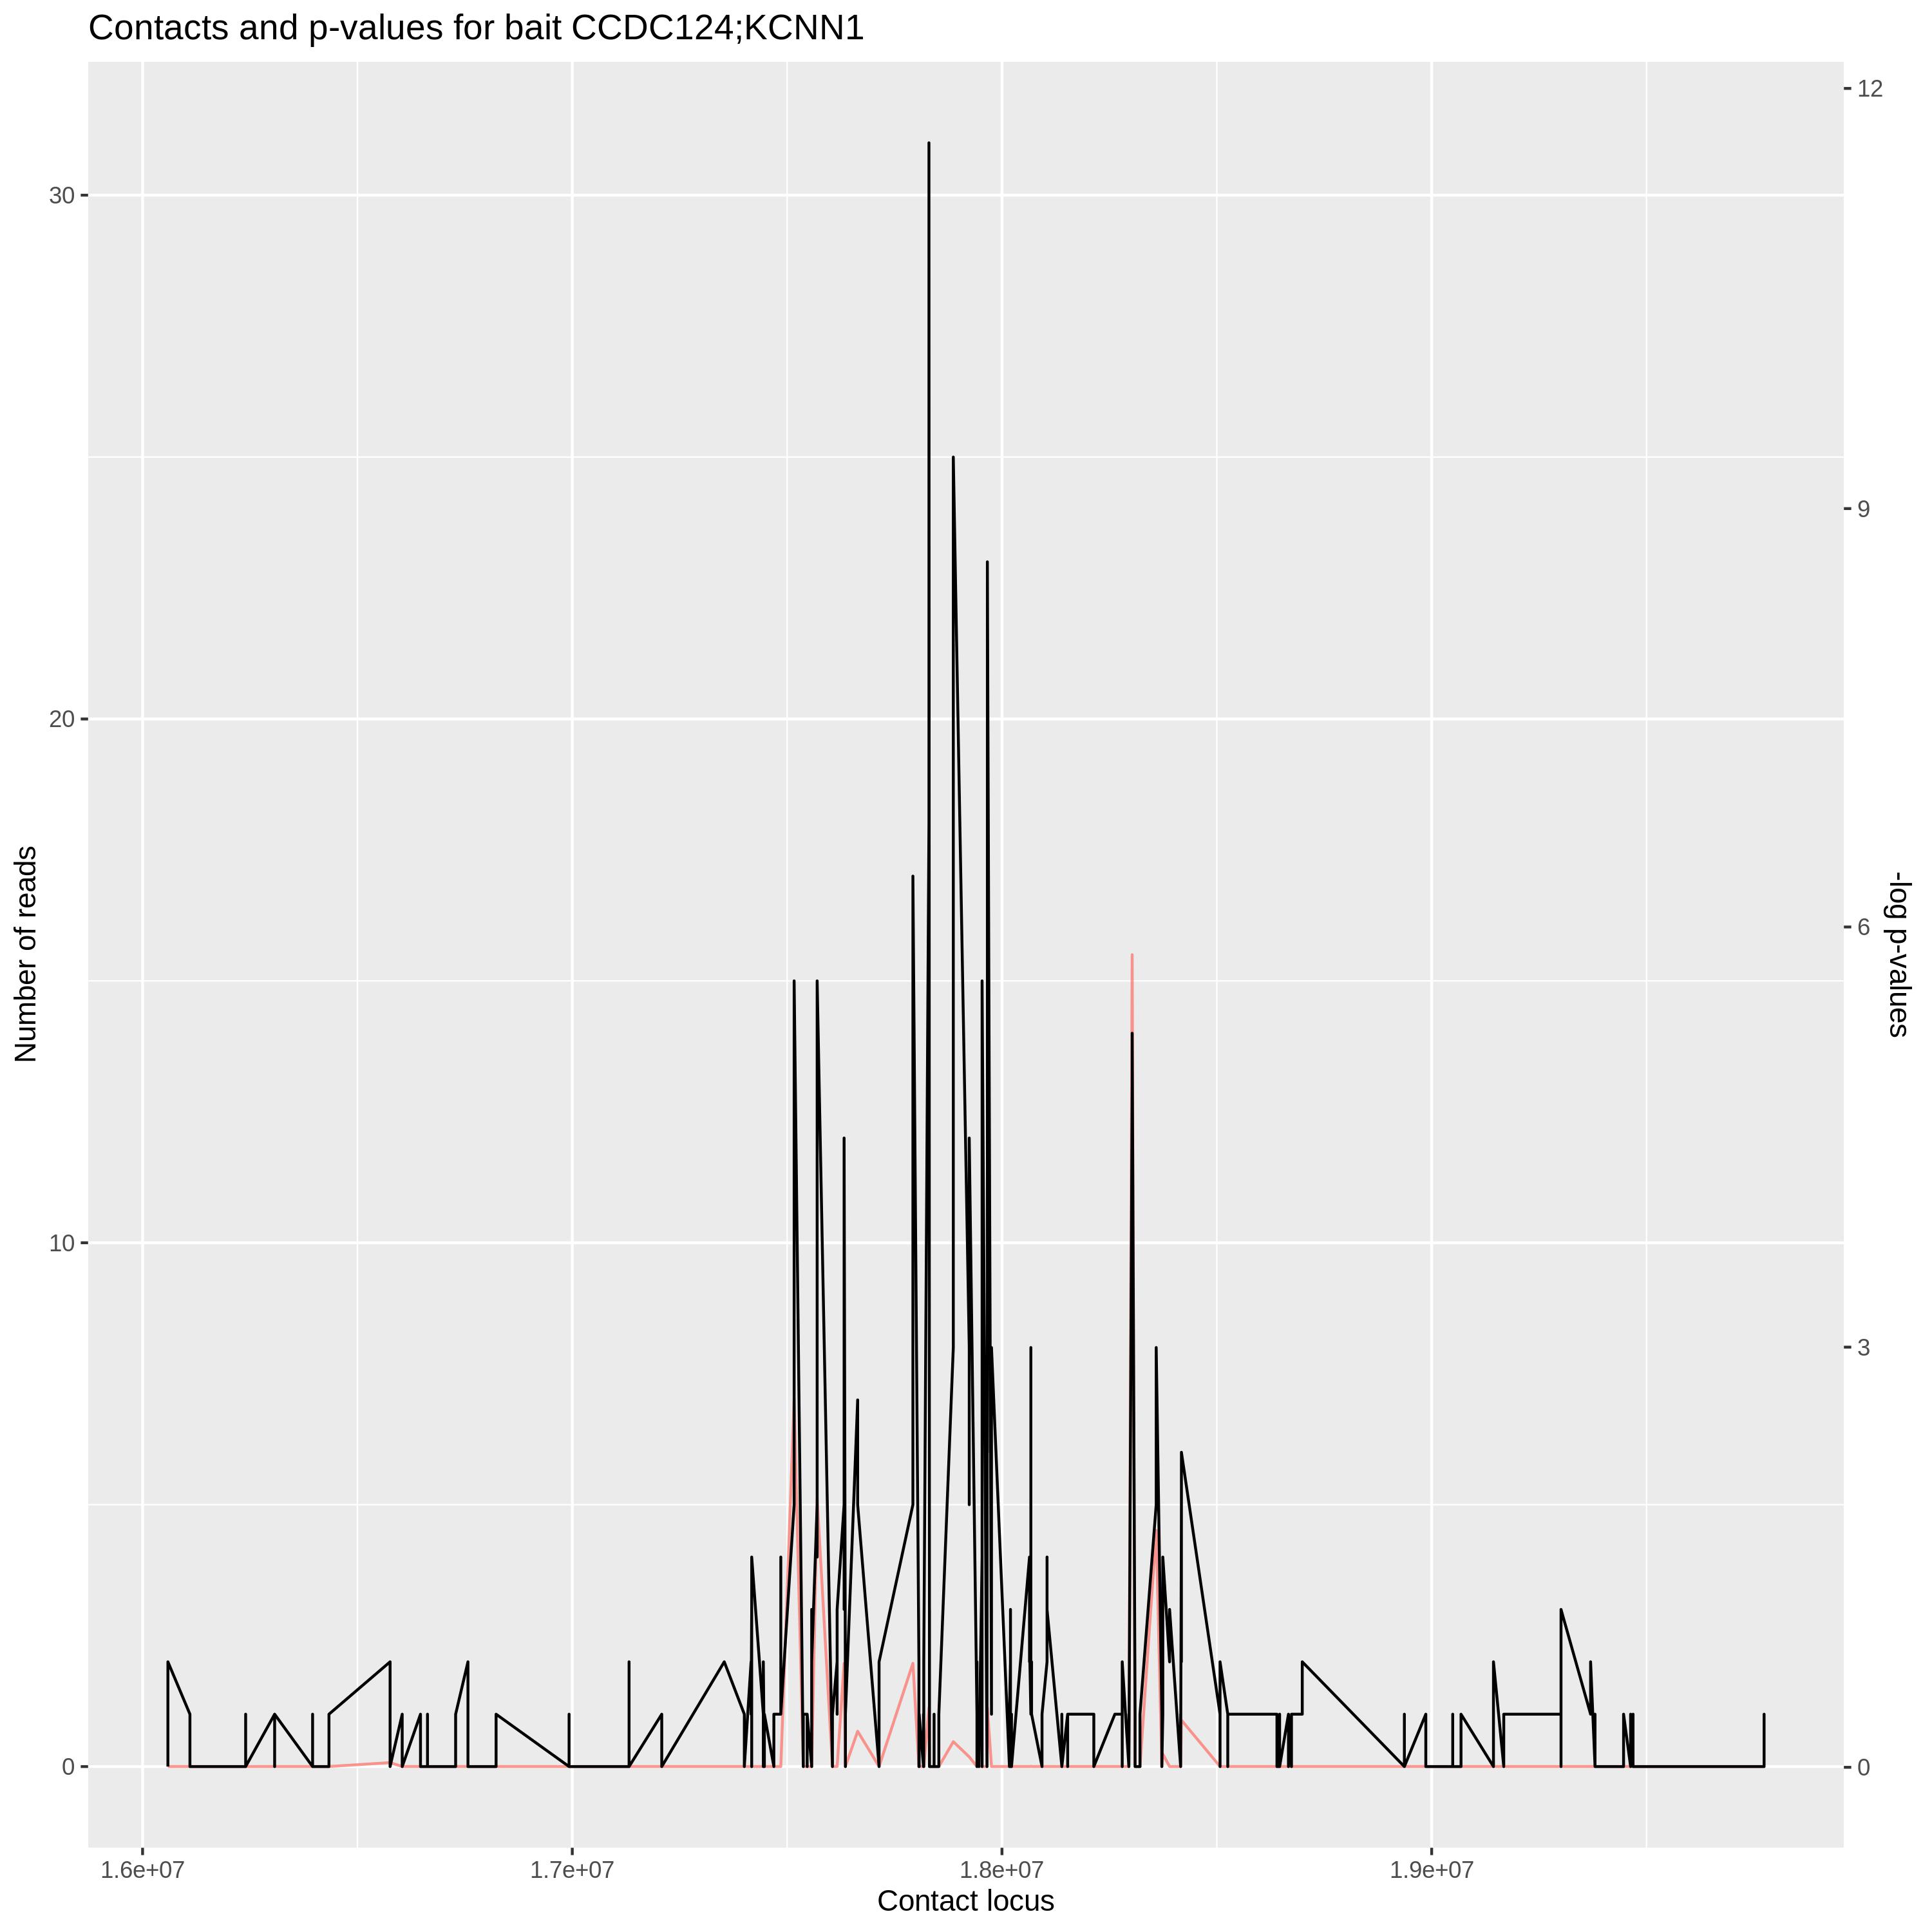 Contacts and p-values for bait CCDC124;KCNN1
Number of reads
30
20
10
0
12
9
6
3
0
-log p-values
1.6e+07
1.7e+07
1.8e+07
1.9e+07
Contact locus